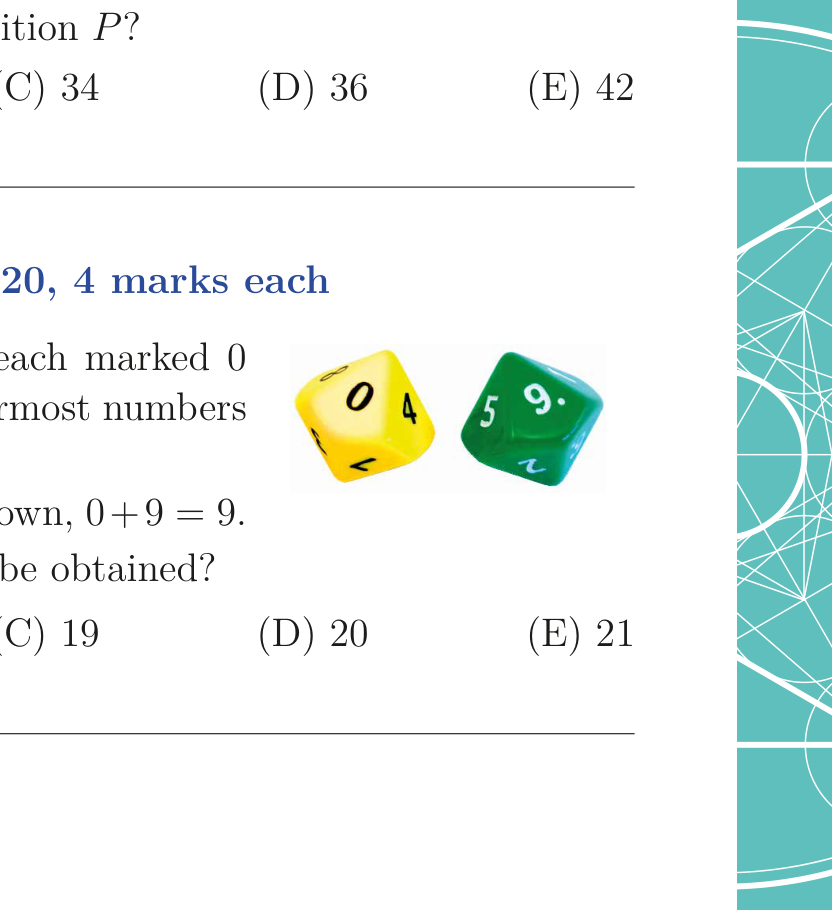 ition P?
(C) 34 (D) 36 (E) 42
20, 4 marks each
each marked 0
rmost numbers
own, 0+9 = 9.
be obtained?
(C) 19 (D) 20 (E) 21
8 0 4
5 9.